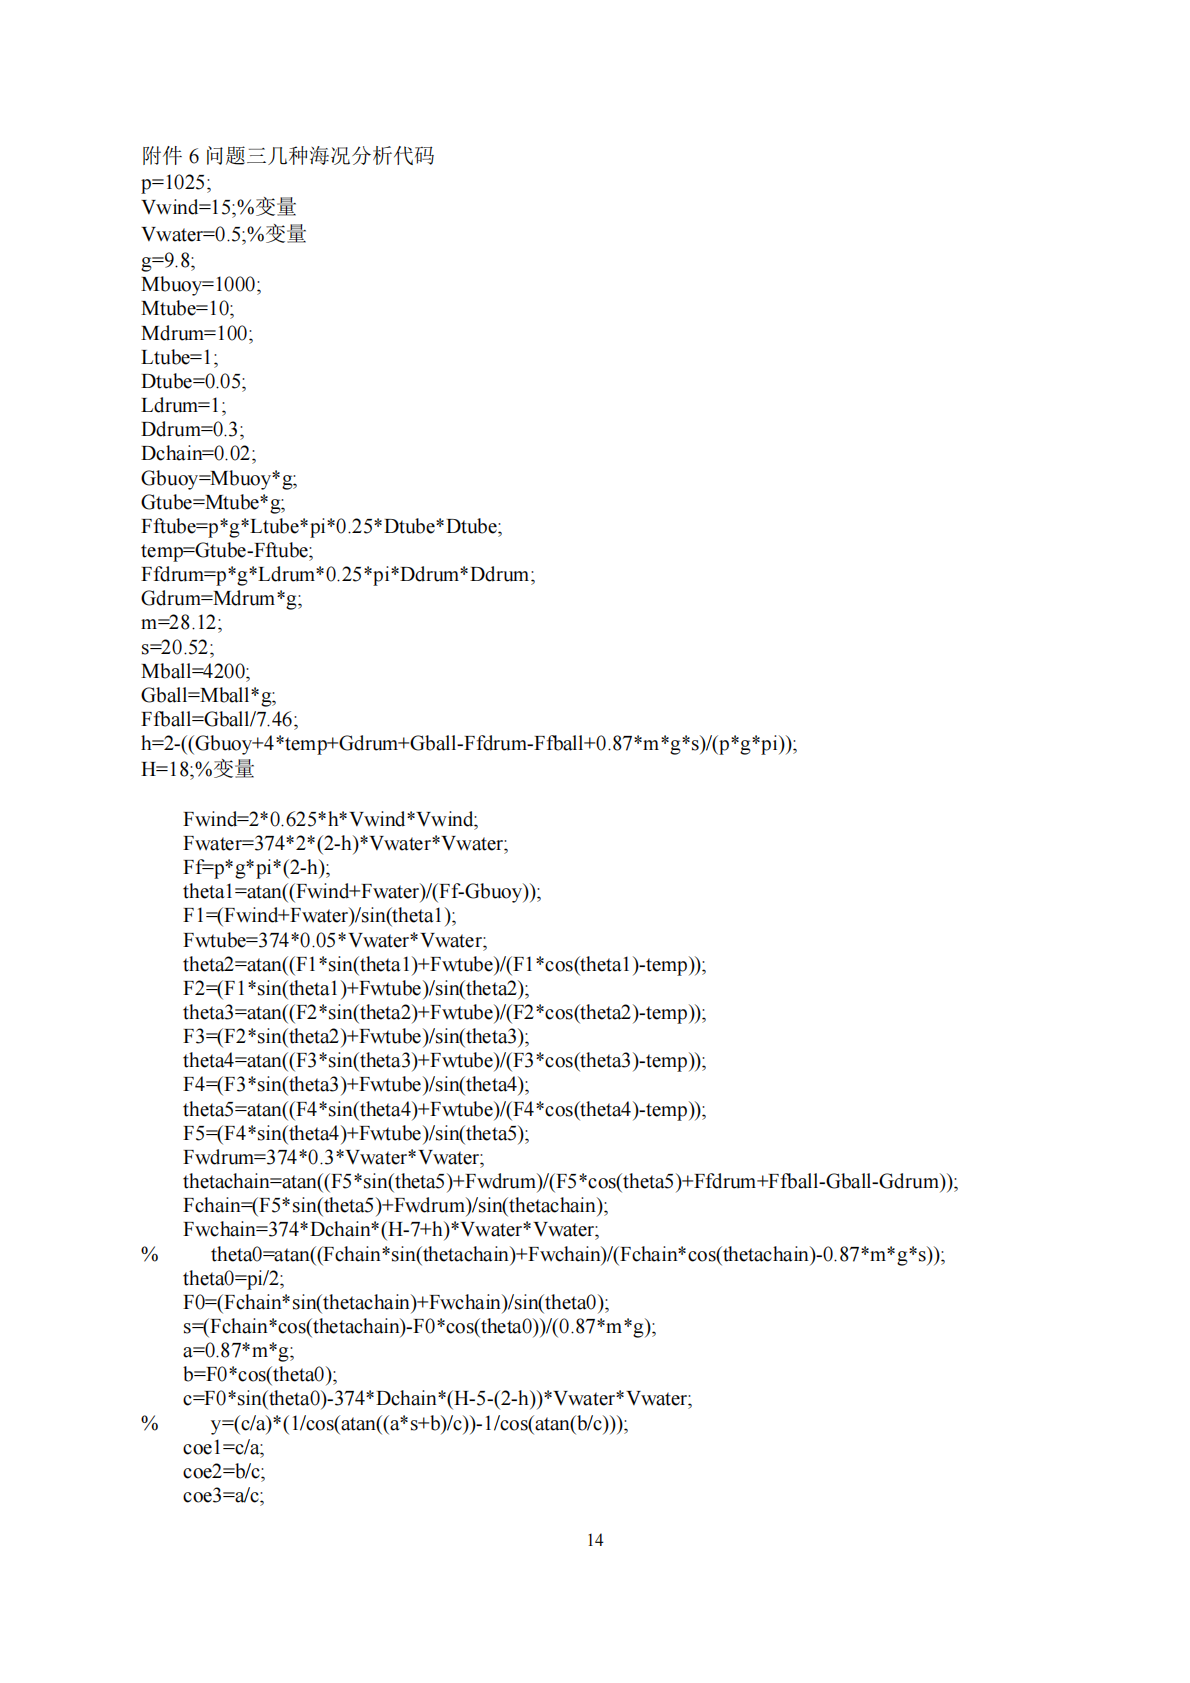 附件 6 问题三几种海况分析代码
p=1025;
Vwind=15;%变量
Vwater=0.5;%变量
g=9.8;
Mbuoy=1000;
Mtube=10;
Mdrum=100;
Ltube=1;
Dtube=0.05;
Ldrum=1;
Ddrum=0.3;
Dchain=0.02;
Gbuoy=Mbuoy*g;
Gtube=Mtube*g;
Fftube=p*g*Ltube*pi*0.25*Dtube*Dtube;
temp=Gtube-Fftube;
Ffdrum=p*g*Ldrum*0.25*pi*Ddrum*Ddrum;
Gdrum=Mdrum*g;
m=28.12;
s=20.52;
Mball=4200;
Gball=Mball*g;
Ffball=Gball/7.46;
h=2-((Gbuoy+4*temp+Gdrum+Gball-Ffdrum-Ffball+0.87*m*g*s)/(p*g*pi));
H=18;%变量
Fwind=2*0.625*h*Vwind*Vwind;
Fwater=374*2*(2-h)*Vwater*Vwater;
Ff=p*g*pi*(2-h);
theta1=atan((Fwind+Fwater)/(Ff-Gbuoy));
F1=(Fwind+Fwater)/sin(theta1);
Fwtube=374*0.05*Vwater*Vwater;
theta2=atan((F1*sin(theta1)+Fwtube)/(F1*cos(theta1)-temp));
F2=(F1*sin(theta1)+Fwtube)/sin(theta2);
theta3=atan((F2*sin(theta2)+Fwtube)/(F2*cos(theta2)-temp));
F3=(F2*sin(theta2)+Fwtube)/sin(theta3);
theta4=atan((F3*sin(theta3)+Fwtube)/(F3*cos(theta3)-temp));
F4=(F3*sin(theta3)+Fwtube)/sin(theta4);
theta5=atan((F4*sin(theta4)+Fwtube)/(F4*cos(theta4)-temp));
F5=(F4*sin(theta4)+Fwtube)/sin(theta5);
Fwdrum=374*0.3*Vwater*Vwater;
thetachain=atan((F5*sin(theta5)+Fwdrum)/(F5*cos(theta5)+Ffdrum+Ffball-Gball-Gdrum));
Fchain=(F5*sin(theta5)+Fwdrum)/sin(thetachain);
Fwchain=374*Dchain*(H-7+h)*Vwater*Vwater;
% theta0=atan((Fchain*sin(thetachain)+Fwchain)/(Fchain*cos(thetachain)-0.87*m*g*s));
theta0=pi/2;
F0=(Fchain*sin(thetachain)+Fwchain)/sin(theta0);
s=(Fchain*cos(thetachain)-F0*cos(theta0))/(0.87*m*g);
a=0.87*m*g;
b=F0*cos(theta0);
c=F0*sin(theta0)-374*Dchain*(H-5-(2-h))*Vwater*Vwater;
% y=(c/a)*(1/cos(atan((a*s+b)/c))-1/cos(atan(b/c)));
coe1=c/a;
coe2=b/c;
coe3=a/c;
14